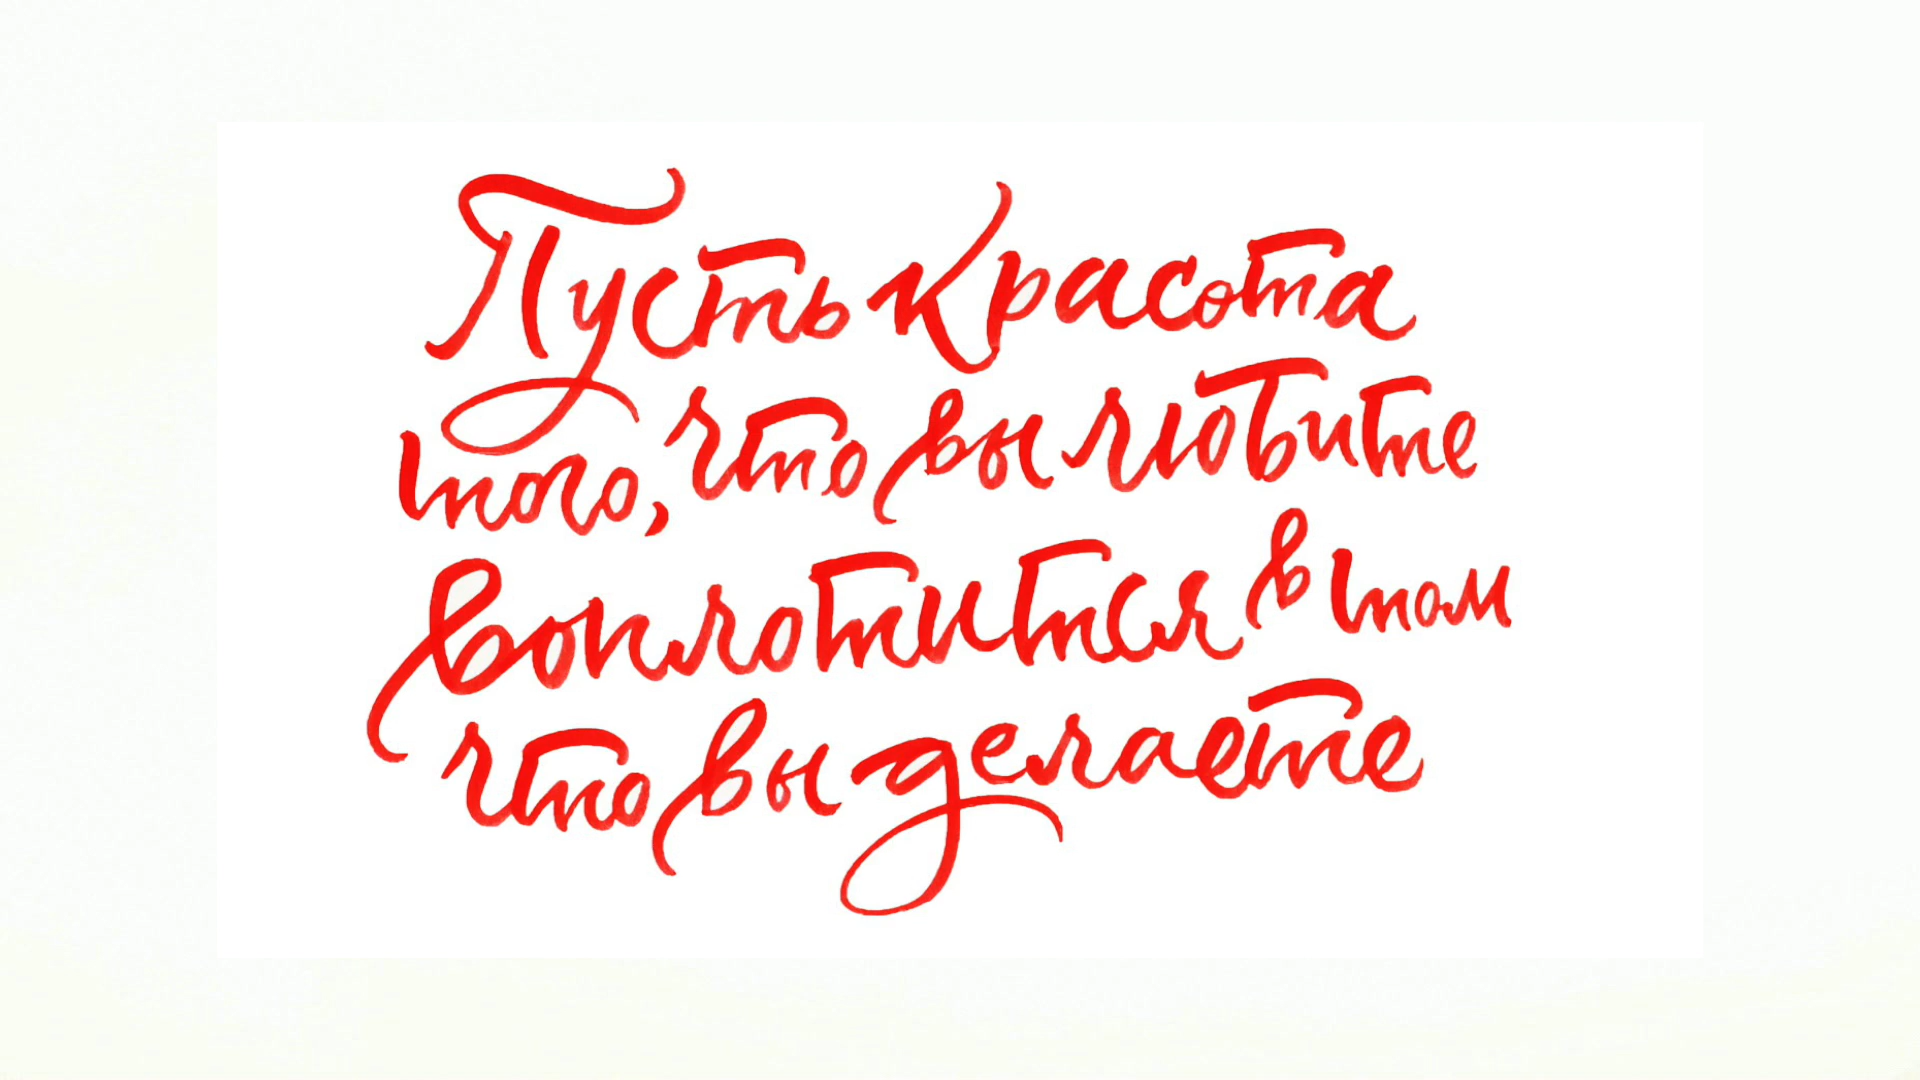 Пусть красота
того, что вы любите
воплотится в том
что вы делаете